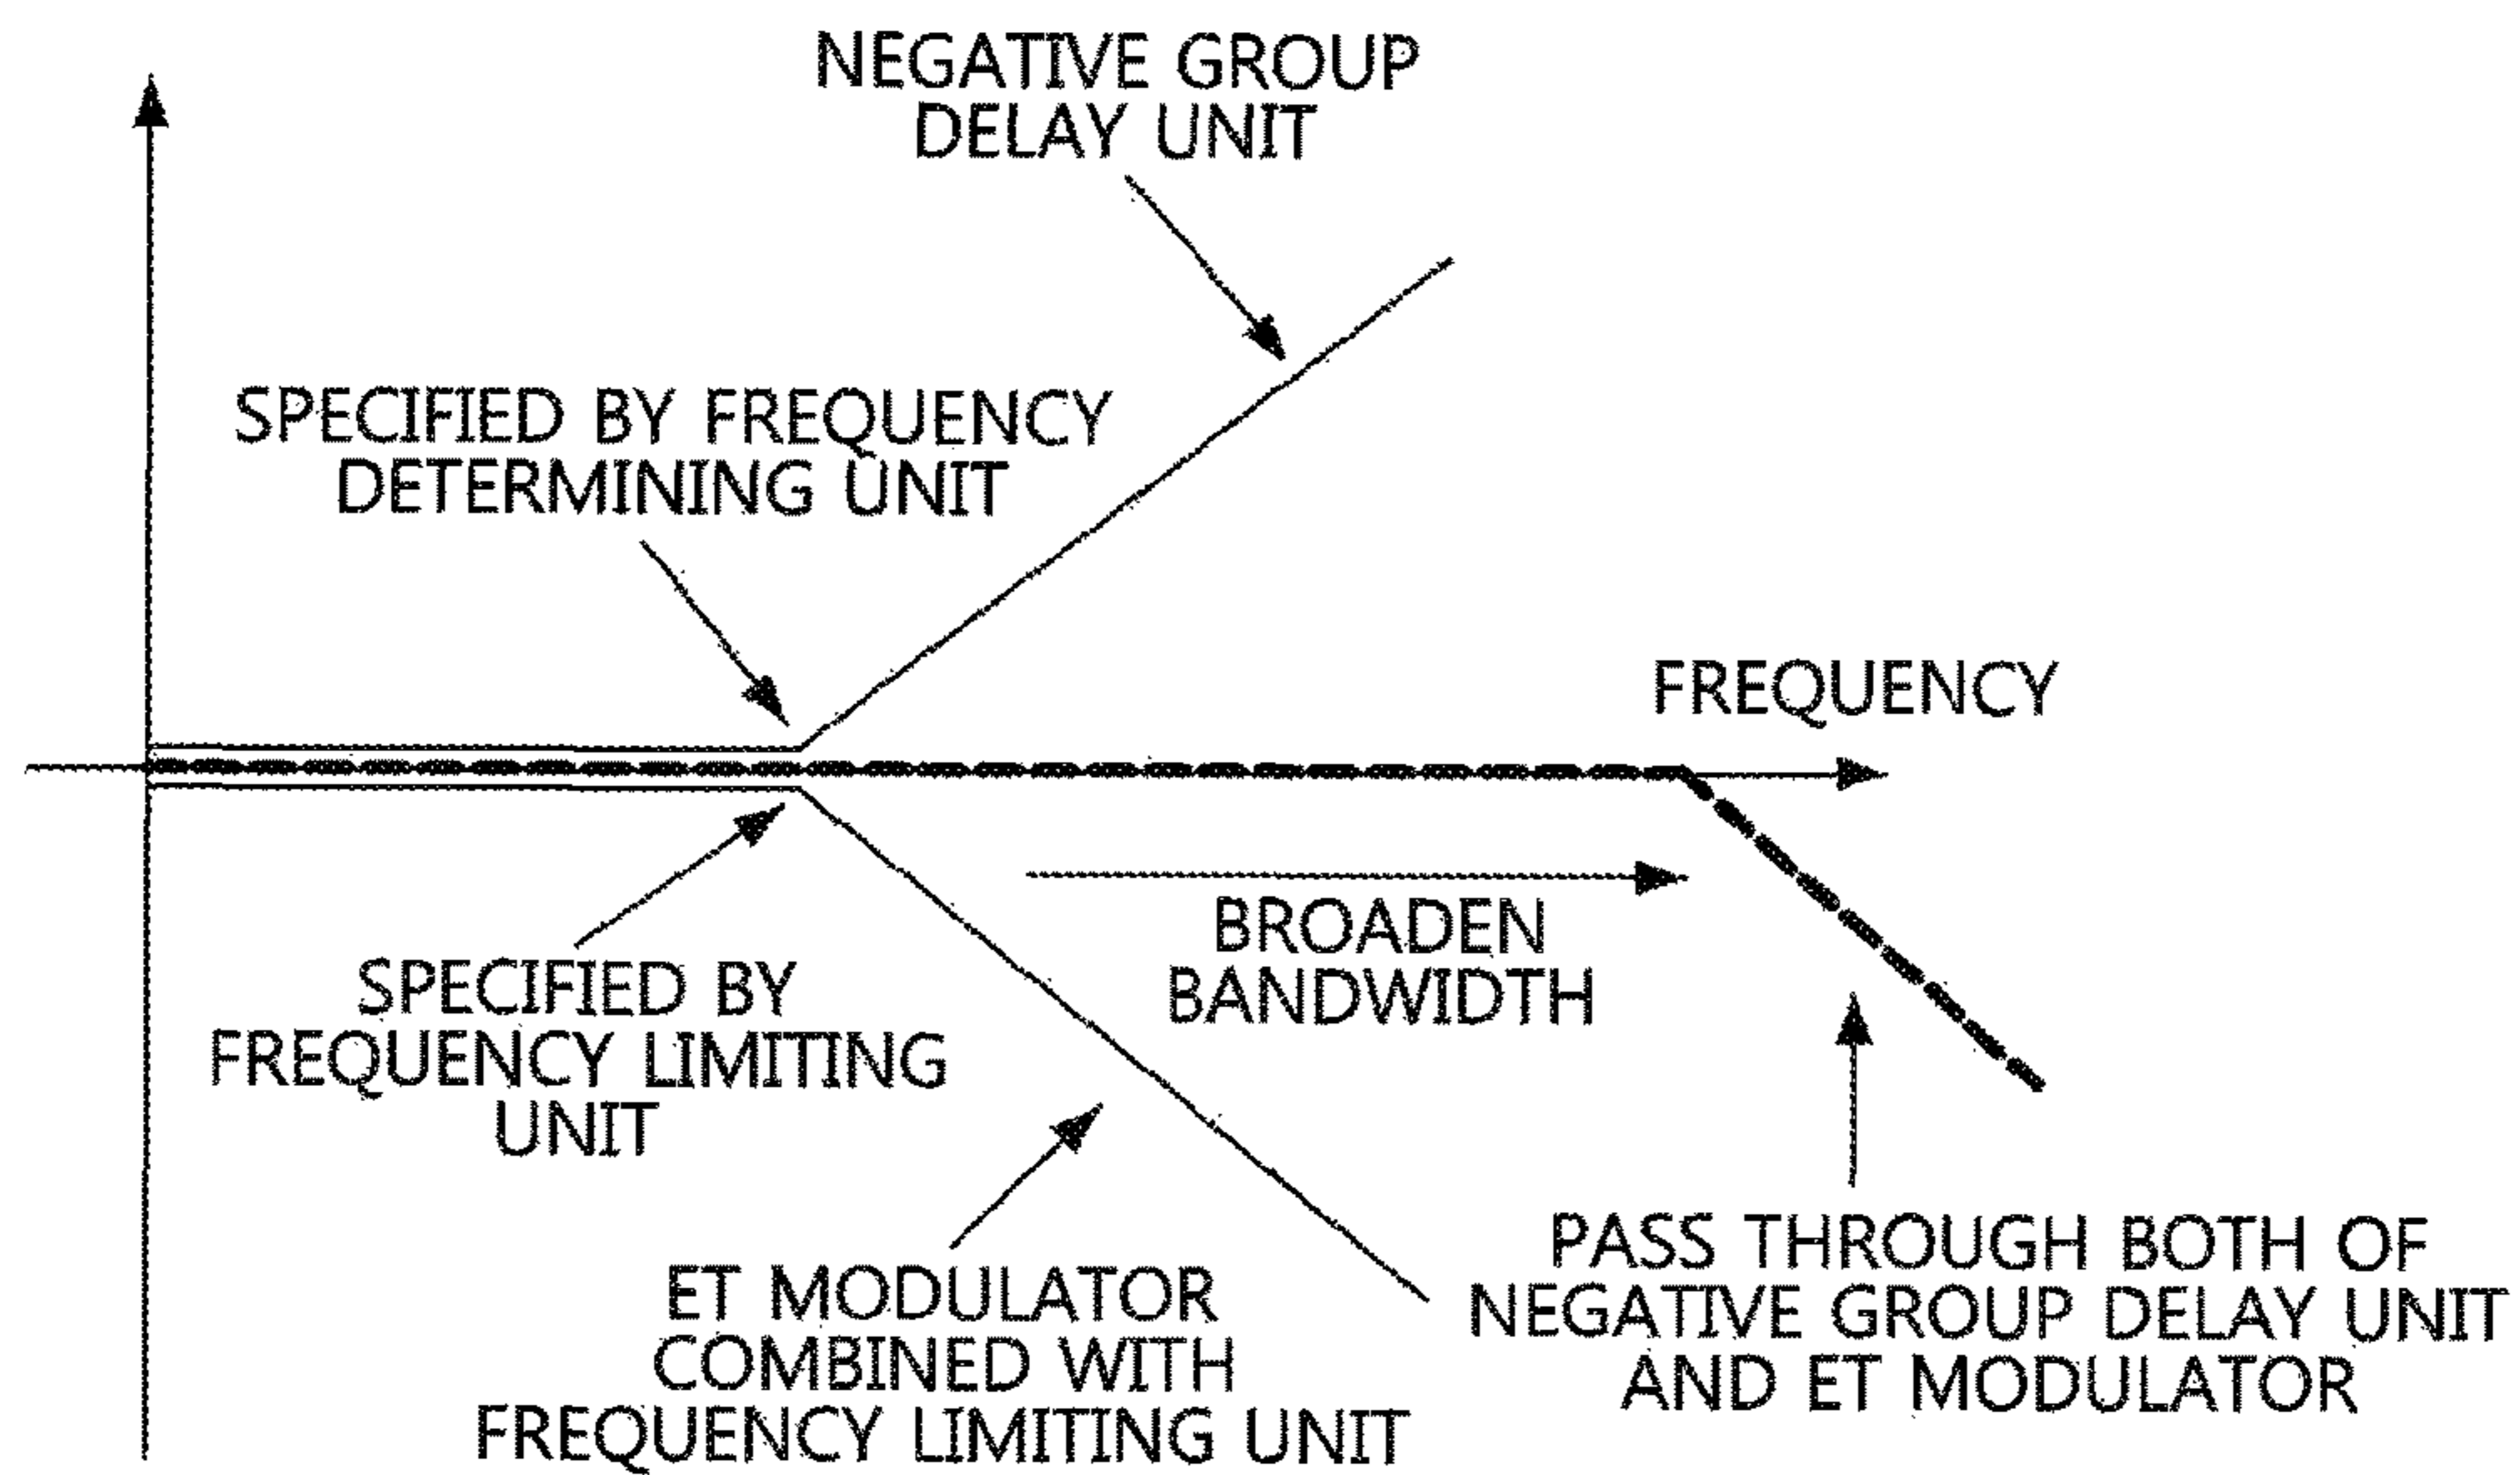 NEGATIVE GROUP
DELAY UNIT
SPECIFIED BY FREQUENCY
DETERMINING UNIT
FREQUENCY
BROADEN
BANDWIDTH
SPECIFIED BY
FREQUENCY LIMITING
UNIT
ET MODULATOR
COMBINED WITH
FREQUENCY LIMITING UNIT
PASS THROUGH BOTH OF
NEGATIVE GROUP DELAY UNIT
AND ET MODULATOR